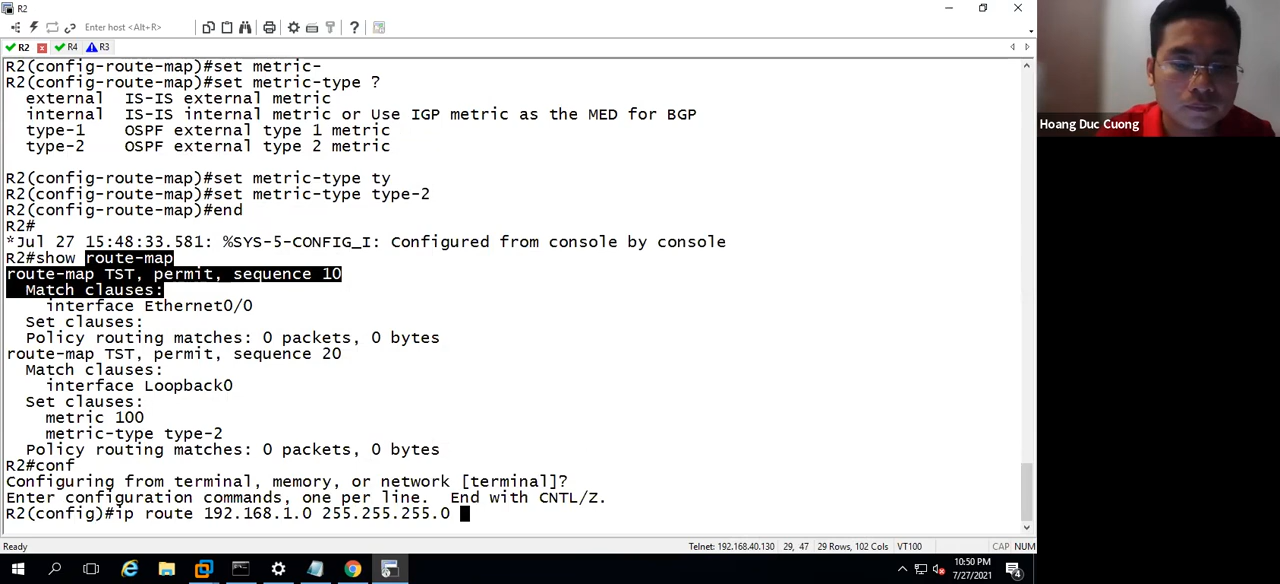 R2
Enter host <Alt+R>
R2 R4 R3
R2(config-route-map)#set metric-
R2(config-route-map)#set metric-type ?
external IS-IS external metric
internal IS-IS internal metric or Use IGP metric as the MED for BGP
type-1 OSPF external type 1 metric
type-2 OSPF external type 2 metric
R2(config-route-map)#set metric-type ty
R2(config-route-map)#set metric-type type-2
R2(config-route-map)#end
R2#
*Jul 27 15:48:33.581: %SYS-5-CONFIG_I: Configured from console by console
R2#show route-map
route-map TST, permit, sequence 10
Match clauses:
interface Ethernet0/0
Set clauses:
Policy routing matches: 0 packets, 0 bytes
route-map TST, permit, sequence 20
Match clauses:
interface Loopback0
Set clauses:
metric 100
metric-type type-2
Policy routing matches: 0 packets, 0 bytes
R2#conf
Configuring from terminal, memory, or network [terminal]?
Enter configuration commands, one per line. End with CNTL/Z.
R2(config)#ip route 192.168.1.0 255.255.255.0
Hoang Duc Cuong
Ready
Telnet: 192.168.40.130 29, 47 29 Rows, 102 Cols VT100 CAP NUM
10:50 PM
7/27/2021
4